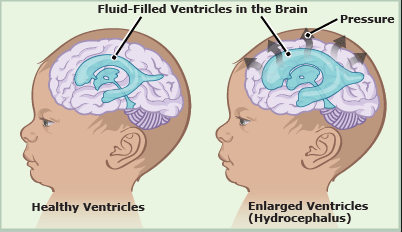 Fluid-Filled Ventricles in the Brain
Pressure
Healthy Ventricles
Enlarged Ventricles
(Hydrocephalus)